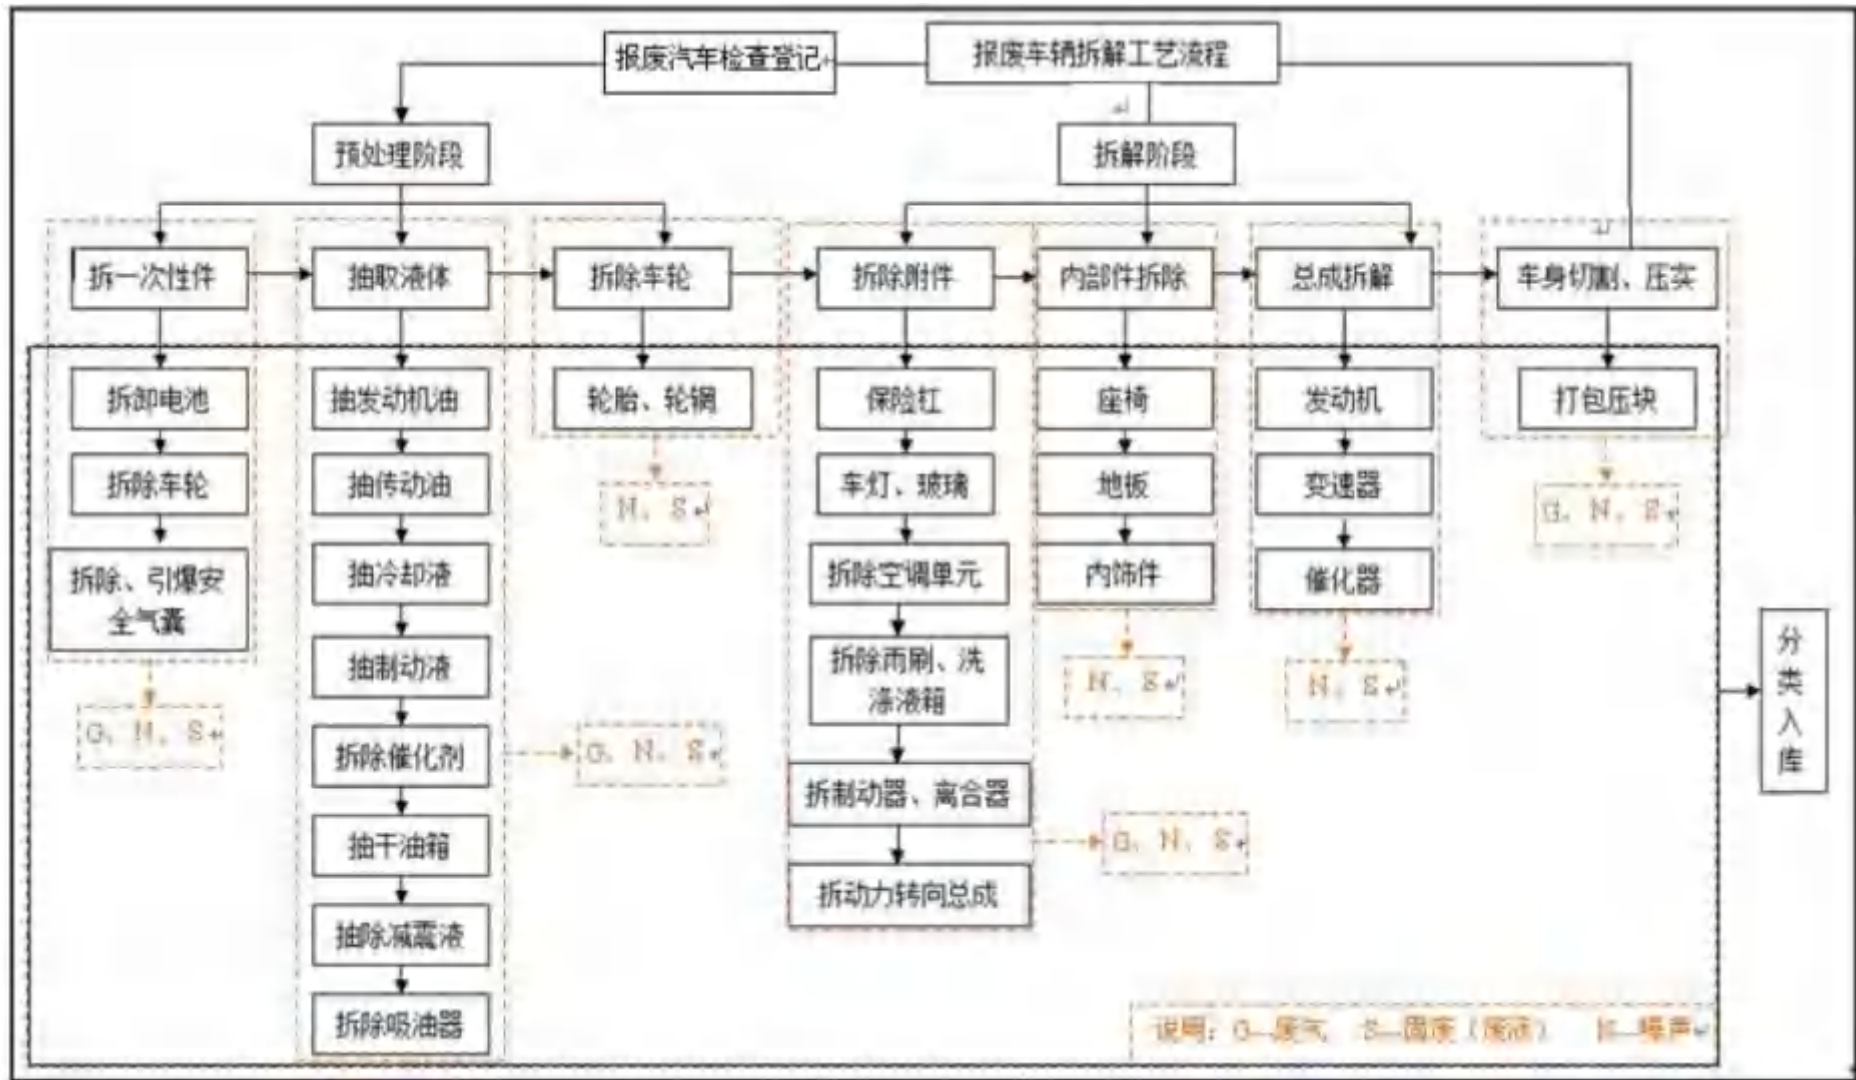 报废汽车检查登记
报废车辆拆解工艺流程
预处理阶段
拆解阶段
拆一次性件
抽取液体
拆除车轮
拆除附件
内部件拆除
总成拆解
车身切割、压实
拆卸电池
拆除车轮
拆除、引爆安
全气囊
G、N、S
抽发动机油
抽传动油
抽冷却液
抽制动液
拆除催化剂
抽干油箱
抽除减震液
拆除吸油器
G、N、S
轮胎、轮辋
N、S
保险杠
车灯、玻璃
拆除空调单元
拆除雨刷、洗
涤液箱
拆制动器、离合器
拆动力转向总成
G、N、S
座椅
地板
内饰件
N、S
发动机
变速器
催化器
N、S
打包压块
G、N、S
分
类
入
库
说明：G—废气 S—固废（废液） N—噪声